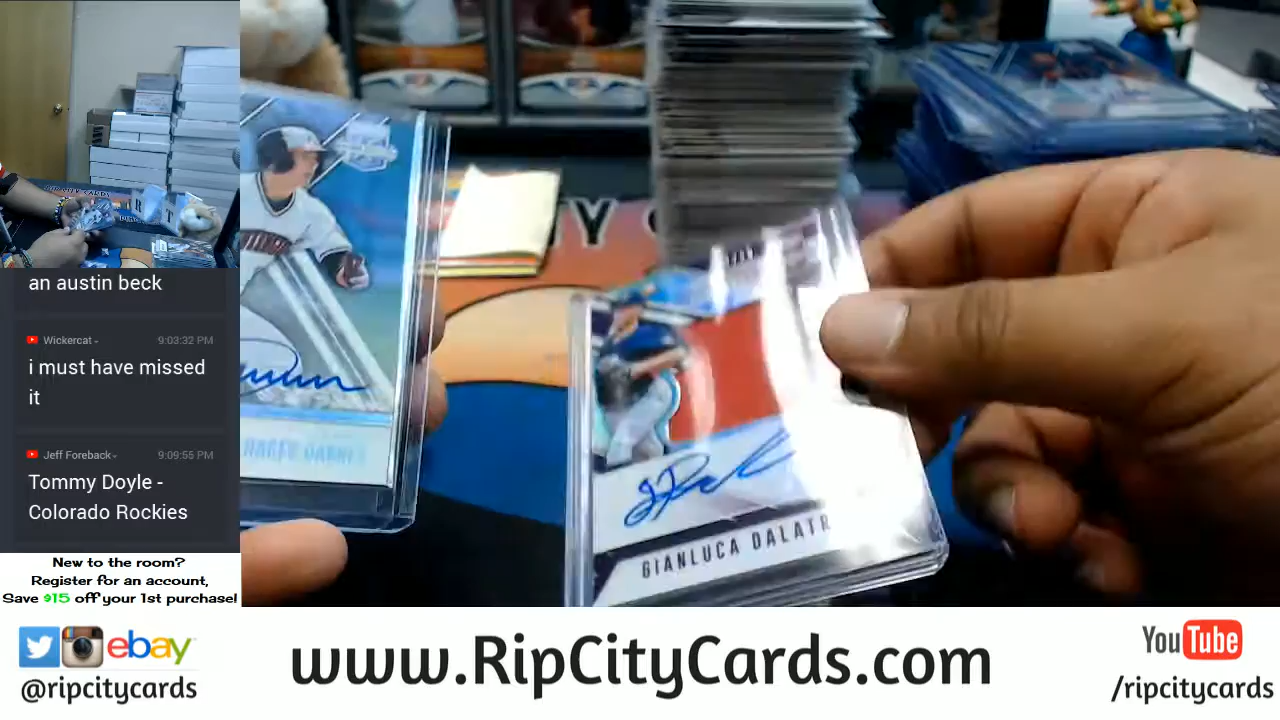 an austin beck
Wickercat
9:03:32 PM
i must have missed
it
Jeff Foreback
9:09:55 PM
Tommy Doyle -
Colorado Rockies
New to the room?
Register for an account,
Save $15 off your 1st purchase!
GIANLUCA DALATR
ebay
@ripcitycards
www.RipCityCards.com
YouTube
/ripcitycards